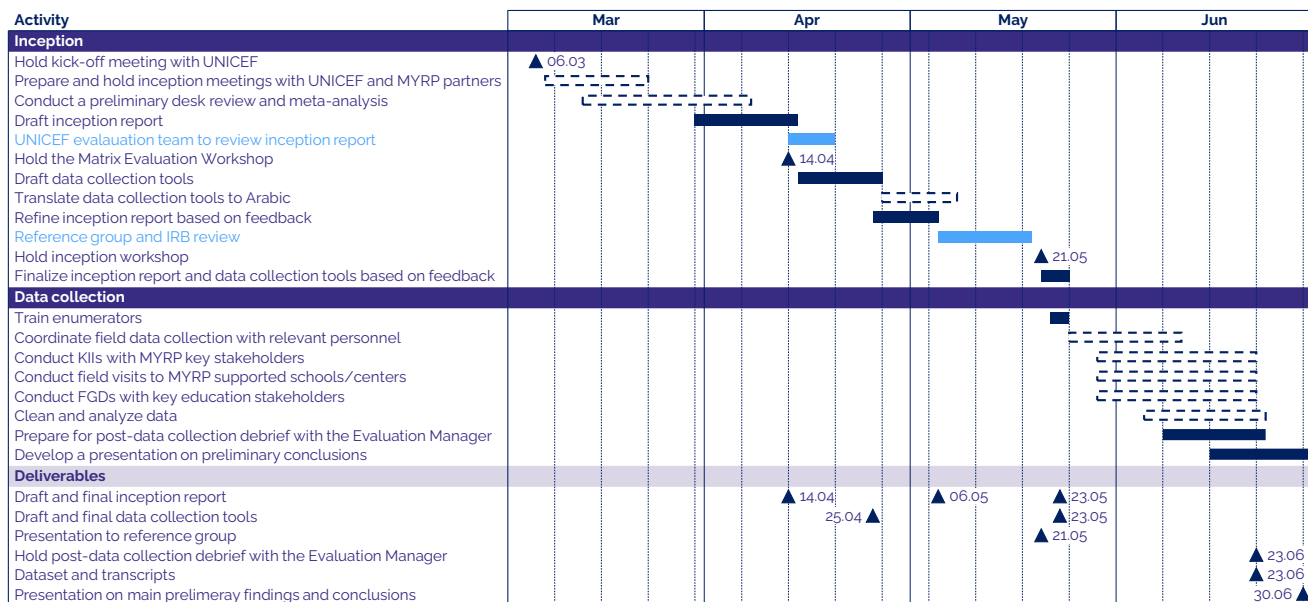 Activity Mar Apr May Jun
Inception
Hold kick-off meeting with UNICEF 06.03
Prepare and hold inception meetings with UNICEF and MYRP partners
Conduct a preliminary desk review and meta-analysis
Draft inception report
UNICEF evalauation team to review inception report
Hold the Matrix Evaluation Workshop 14.04
Draft data collection tools
Translate data collection tools to Arabic
Refine inception report based on feedback
Reference group and IRB review
Hold inception workshop 21.05
Finalize inception report and data collection tools based on feedback
Data collection
Train enumerators
Coordinate field data collection with relevant personnel
Conduct KIIs with MYRP key stakeholders
Conduct field visits to MYRP supported schools/centers
Conduct FGDs with key education stakeholders
Clean and analyze data
Prepare for post-data collection debrief with the Evaluation Manager
Develop a presentation on preliminary conclusions
Deliverables
Draft and final inception report 14.04 06.05 23.05
Draft and final data collection tools 25.04 23.05
Presentation to reference group 21.05
Hold post-data collection debrief with the Evaluation Manager 23.06
Dataset and transcripts 23.06
Presentation on main prelimeray findings and conclusions 30.06